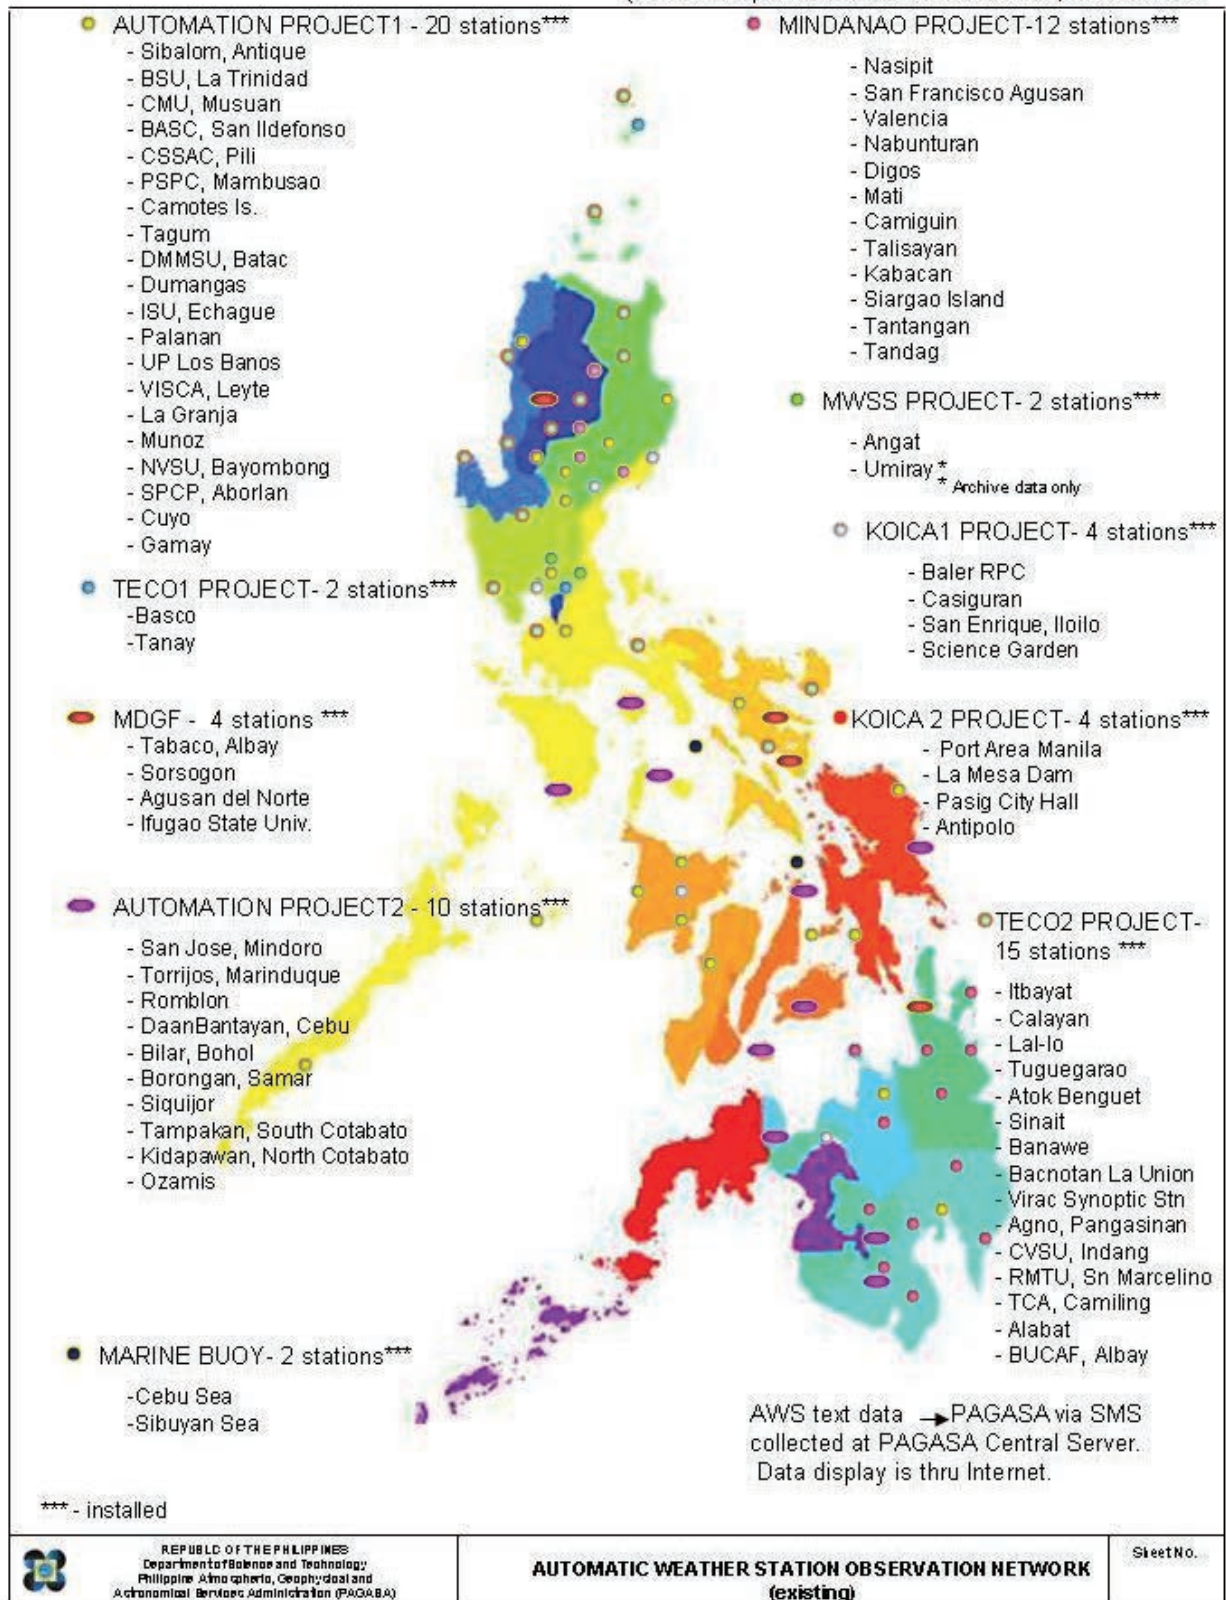 AUTOMATION PROJECT1 - 20 stations***
- Sibalom, Antique
- BSU, La Trinidad
- CMU, Musuan
- BASC, San Ildefonso
- CSSAC, Pili
- PSPC, Mambusao
- Camotes Is.
- Tagum
- DMMSU, Batac
- Dumangas
- ISU, Echague
- Palanan
- UP Los Banos
- VISCA, Leyte
- La Granja
- Munoz
- NVSU, Bayombong
- SPCP, Aborlan
- Cuyo
- Gamay
TECO1 PROJECT- 2 stations***
-Basco
-Tanay
MDGF - 4 stations ***
- Tabaco, Albay
- Sorsogon
- Agusan del Norte
- Ifugao State Univ.
AUTOMATION PROJECT2 - 10 stations***
- San Jose, Mindoro
- Torrijos, Marinduque
- Romblon
- DaanBantayan, Cebu
- Bilar, Bohol
- Borongan, Samar
- Siquijor
- Tampakan, South Cotabato
- Kidapawan, North Cotabato
- Ozamis
MARINE BUOY- 2 stations***
-Cebu Sea
-Sibuyan Sea
*** - installed
MINDANAO PROJECT-12 stations***
- Nasipit
- San Francisco Agusan
- Valencia
- Nabunturan
- Digos
- Mati
- Camiguin
- Talisayan
- Kabacan
- Siargao Island
- Tantangan
- Tandag
MWSS PROJECT- 2 stations***
- Angat
- Umiray *
* Archive data only
KOICA1 PROJECT- 4 stations***
- Baler RPC
- Casiguran
- San Enrique, Iloilo
- Science Garden
KOICA 2 PROJECT- 4 stations***
- Port Area Manila
- La Mesa Dam
- Pasig City Hall
- Antipolo
TECO2 PROJECT-
15 stations ***
- Itbayat
- Calayan
- Lal-lo
- Tuguegarao
- Atok Benguet
- Sinait
- Banawe
- Bacnotan La Union
- Virac Synoptic Stn
- Agno, Pangasinan
- CVSU, Indang
- RMTU, Sn Marcelino
- TCA, Camiling
- Alabat
- BUCAF, Albay
AWS text data → PAGASA via SMS
collected at PAGASA Central Server.
Data display is thru Internet.
REPUBLIC OF THE PHILIPPINES
Department of Science and Technology
Philippine Atmospheric, Geophysical and
Astronomical Services Administration (PAGASA)
AUTOMATIC WEATHER STATION OBSERVATION NETWORK
(existing)
Sheet No.